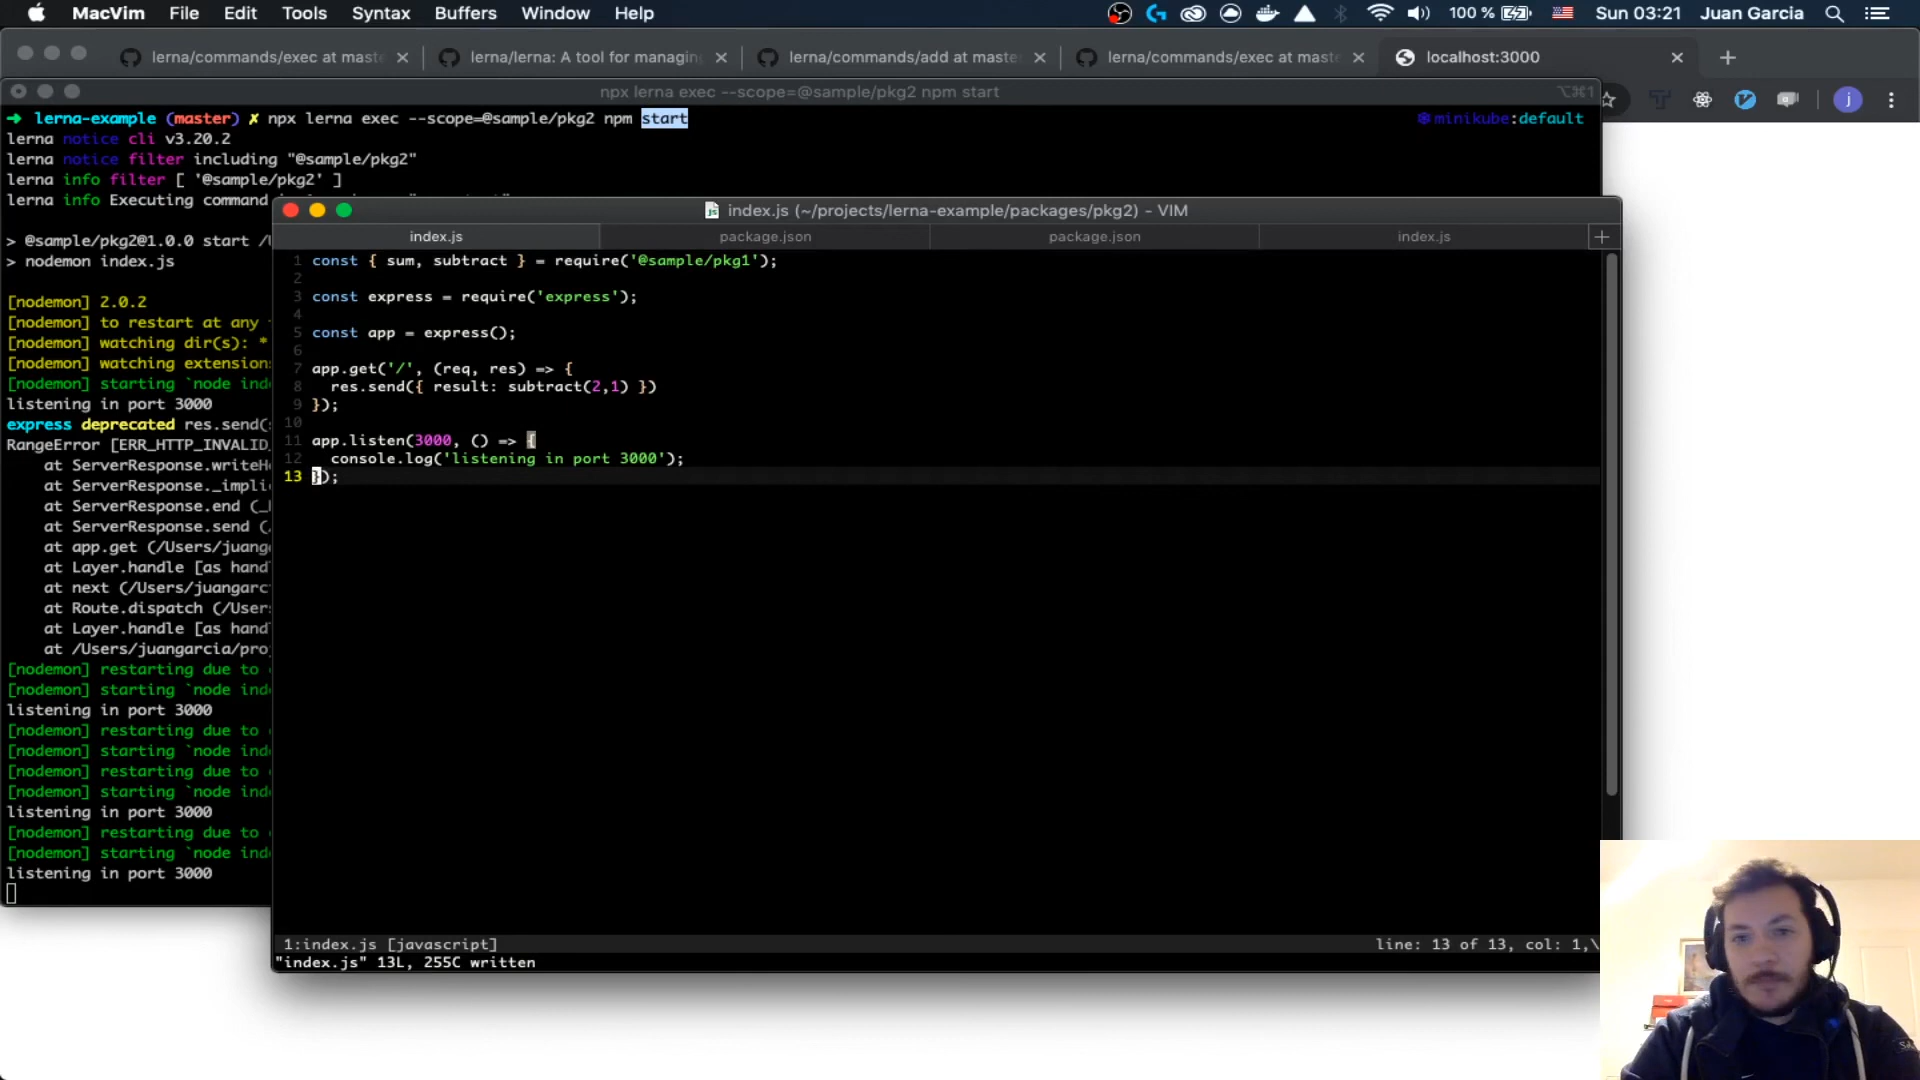 MacVim File Edit Tools Syntax Buffers Window Help 100 % Sun 03:21 Juan Garcia
lerna/commands/exec at maste
lerna/lerna: A tool for managing
lerna/commands/add at maste
lerna/commands/exec at maste
localhost:3000
npx lerna exec --scope=@sample/pkg2 npm start
⌥⌘1
➜ lerna-example (master) ✗ npx lerna exec --scope=@sample/pkg2 npm start
⎈ minikube:default
lerna notice cli v3.20.2
lerna notice filter including "@sample/pkg2"
lerna info filter [ '@sample/pkg2' ]
lerna info Executing command
> @sample/pkg2@1.0.0 start /U
> nodemon index.js
[nodemon] 2.0.2
[nodemon] to restart at any
[nodemon] watching dir(s): *
[nodemon] watching extension
[nodemon] starting `node ind
listening in port 3000
express deprecated res.send(
RangeError [ERR_HTTP_INVALID_
at ServerResponse.writeHe
at ServerResponse._implic
at ServerResponse.end (_
at ServerResponse.send (
at app.get (/Users/juanga
at Layer.handle [as hand
at next (/Users/juangarc
at Route.dispatch (/User
at Layer.handle [as hand
at /Users/juangarcia/pro
[nodemon] restarting due to
[nodemon] starting `node ind
listening in port 3000
[nodemon] restarting due to
[nodemon] starting `node ind
[nodemon] restarting due to
[nodemon] starting `node ind
listening in port 3000
[nodemon] restarting due to
[nodemon] starting `node ind
listening in port 3000
index.js (~/projects/lerna-example/packages/pkg2) - VIM
index.js package.json package.json index.js
1 const { sum, subtract } = require('@sample/pkg1');
2
3 const express = require('express');
4
5 const app = express();
6
7 app.get('/', (req, res) => {
8 res.send({ result: subtract(2,1) })
9 });
10
11 app.listen(3000, () => {
12 console.log('listening in port 3000');
13 });
1:index.js [javascript]
line: 13 of 13, col: 1,\
"index.js" 13L, 255C written